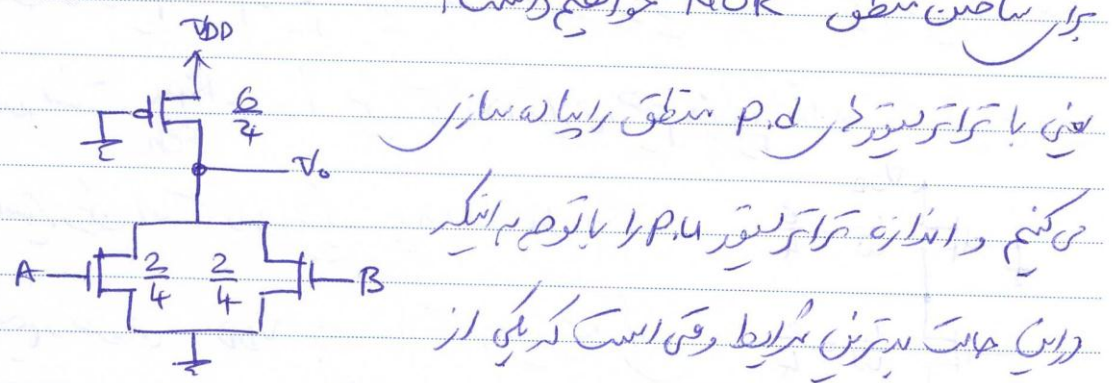 برای ساختن منطق NOR خواهیم داشت:
VDD
6/4
یعنی با ترانزیستورهای p.d منطق را پیاده سازی
Vo
می‌کنیم و اندازه ترانزیستور p.u را با توجه به اینکه
A 2/4 2/4 B
در این حالت بدترین شرایط وقتی است که یکی از